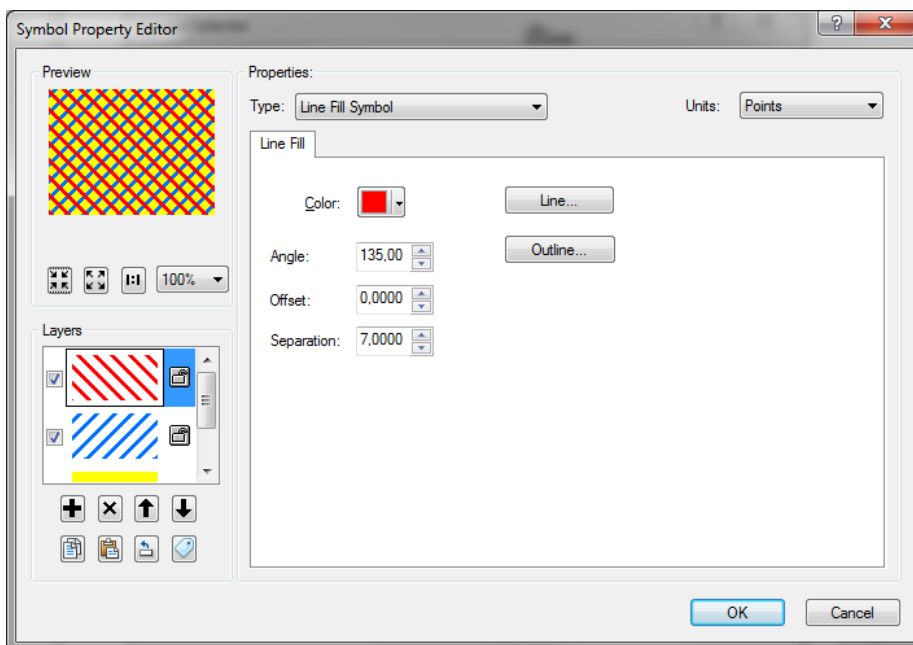 Symbol Property Editor
Preview
Properties:
Type: Line Fill Symbol
Units: Points
Line Fill
Color:
Line...
Angle: 135,00
Outline...
Offset: 0,0000
Separation: 7,0000
1:1
100%
Layers
OK
Cancel